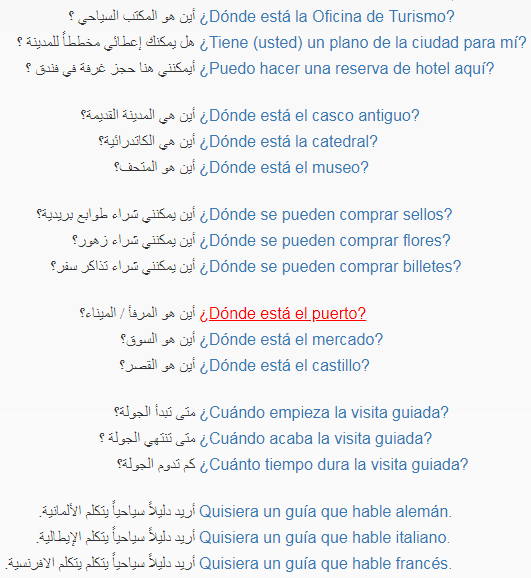 أين هو المكتب السياحي ؟ ¿Dónde está la Oficina de Turismo?
هل يمكنك إعطائي مخططاً للمدينة ؟ ¿Tiene (usted) un plano de la ciudad para mí?
أيمكنني هنا حجز غرفة في فندق ؟ ¿Puedo hacer una reserva de hotel aquí?
أين هي المدينة القديمة؟ ¿Dónde está el casco antiguo?
أين هي الكاتدرائية؟ ¿Dónde está la catedral?
أين هو المتحف؟ ¿Dónde está el museo?
أين يمكنني شراء طوابع بريدية؟ ¿Dónde se pueden comprar sellos?
أين يمكنني شراء زهور؟ ¿Dónde se pueden comprar flores?
أين يمكنني شراء تذاكر سفر؟ ¿Dónde se pueden comprar billetes?
أين هو المرفأ / الميناء؟ ¿Dónde está el puerto?
أين هو السوق؟ ¿Dónde está el mercado?
أين هو القصر؟ ¿Dónde está el castillo?
متى تبدأ الجولة؟ ¿Cuándo empieza la visita guiada?
متى تنتهي الجولة ؟ ¿Cuándo acaba la visita guiada?
كم تدوم الجولة؟ ¿Cuánto tiempo dura la visita guiada?
أريد دليلاً سياحياً يتكلم الألمانية. Quisiera un guía que hable alemán.
أريد دليلاً سياحياً يتكلم الإيطالية. Quisiera un guía que hable italiano.
أريد دليلاً سياحياً يتكلم يتكلم الافرنسية. Quisiera un guía que hable francés.